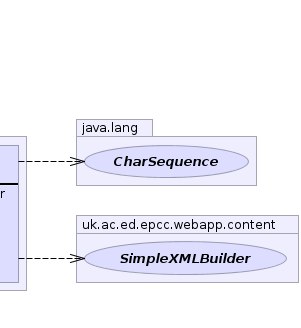 java.lang
CharSequence
r
uk.ac.ed.epcc.webapp.content
SimpleXMLBuilder